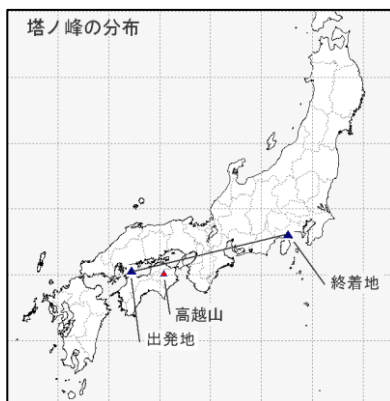 塔ノ峰の分布
終着地
高越山
出発地